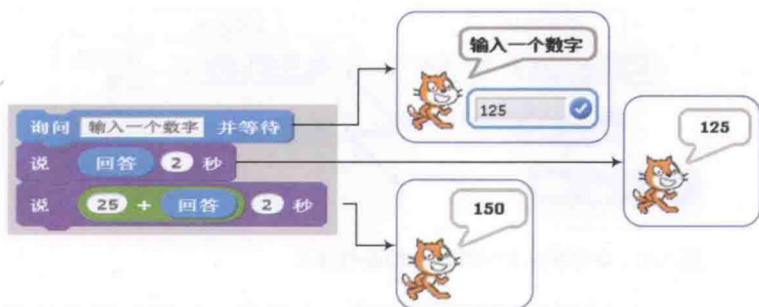 询问 输入一个数字 并等待
说 回答 2 秒
说 25 + 回答 2 秒
输入一个数字
125
125
150